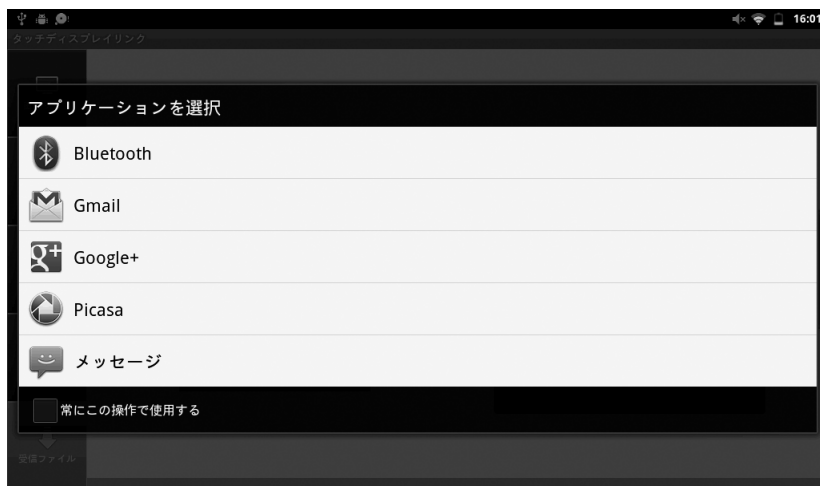 16:01
タッチディスプレイリンク
アプリケーションを選択
Bluetooth
Gmail
Google+
Picasa
メッセージ
常にこの操作で使用する
受信ファイル